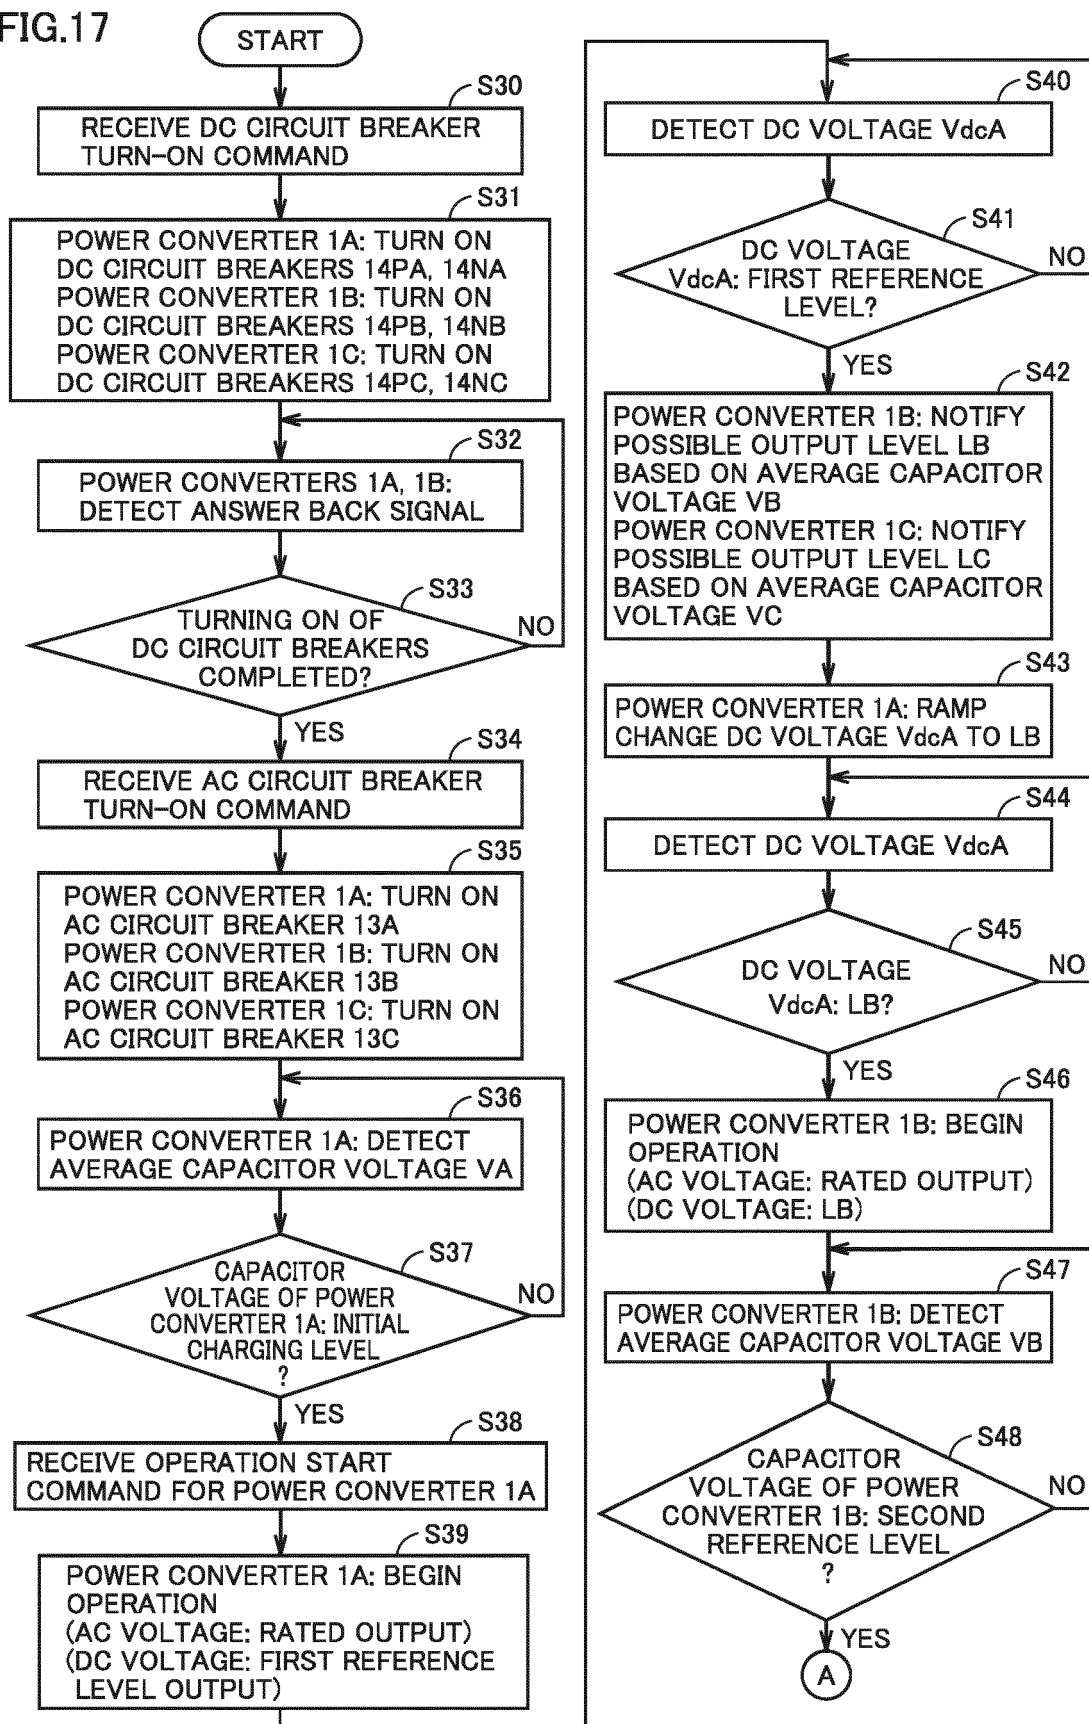 FIG.17
START
S30
RECEIVE DC CIRCUIT BREAKER
TURN-ON COMMAND
S31
POWER CONVERTER 1A: TURN ON
DC CIRCUIT BREAKERS 14PA, 14NA
POWER CONVERTER 1B: TURN ON
DC CIRCUIT BREAKERS 14PB, 14NB
POWER CONVERTER 1C: TURN ON
DC CIRCUIT BREAKERS 14PC, 14NC
S32
POWER CONVERTERS 1A, 1B:
DETECT ANSWER BACK SIGNAL
S33
TURNING ON OF
DC CIRCUIT BREAKERS
COMPLETED?
NO
YES
S34
RECEIVE AC CIRCUIT BREAKER
TURN-ON COMMAND
S35
POWER CONVERTER 1A: TURN ON
AC CIRCUIT BREAKER 13A
POWER CONVERTER 1B: TURN ON
AC CIRCUIT BREAKER 13B
POWER CONVERTER 1C: TURN ON
AC CIRCUIT BREAKER 13C
S36
POWER CONVERTER 1A: DETECT
AVERAGE CAPACITOR VOLTAGE VA
S37
CAPACITOR
VOLTAGE OF POWER
CONVERTER 1A: INITIAL
CHARGING LEVEL
?
NO
YES
S38
RECEIVE OPERATION START
COMMAND FOR POWER CONVERTER 1A
S39
POWER CONVERTER 1A: BEGIN
OPERATION
(AC VOLTAGE: RATED OUTPUT)
(DC VOLTAGE: FIRST REFERENCE
LEVEL OUTPUT)
S40
DETECT DC VOLTAGE VdcA
S41
DC VOLTAGE
VdcA: FIRST REFERENCE
LEVEL?
NO
YES
S42
POWER CONVERTER 1B: NOTIFY
POSSIBLE OUTPUT LEVEL LB
BASED ON AVERAGE CAPACITOR
VOLTAGE VB
POWER CONVERTER 1C: NOTIFY
POSSIBLE OUTPUT LEVEL LC
BASED ON AVERAGE CAPACITOR
VOLTAGE VC
S43
POWER CONVERTER 1A: RAMP
CHANGE DC VOLTAGE VdcA TO LB
S44
DETECT DC VOLTAGE VdcA
S45
DC VOLTAGE
VdcA: LB?
NO
YES
S46
POWER CONVERTER 1B: BEGIN
OPERATION
(AC VOLTAGE: RATED OUTPUT)
(DC VOLTAGE: LB)
S47
POWER CONVERTER 1B: DETECT
AVERAGE CAPACITOR VOLTAGE VB
S48
CAPACITOR
VOLTAGE OF POWER
CONVERTER 1B: SECOND
REFERENCE LEVEL
?
NO
YES
A